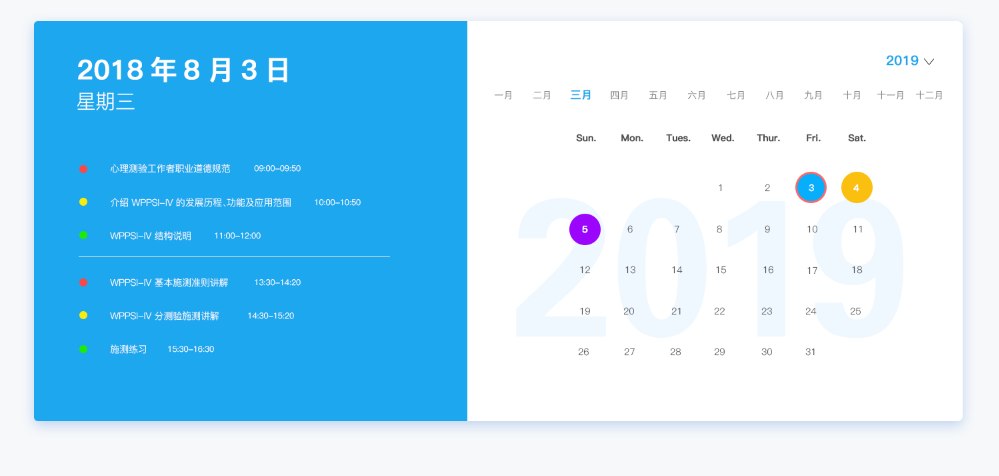 2018 年 8 月 3 日
星期三
心理测验工作者职业道德规范 09:00–09:50
介绍 WPPSI–IV 的发展历程、功能及应用范围 10:00–10:50
WPPSI–IV 结构说明 11:00–12:00
WPPSI–IV 基本施测准则讲解 13:30–14:20
WPPSI–IV 分测验施测讲解 14:30–15:20
施测练习 15:30–16:30
2019
一月 二月 三月 四月 五月 六月 七月 八月 九月 十月 十一月 十二月
Sun. Mon. Tues. Wed. Thur. Fri. Sat.
1 2 3 4
5 6 7 8 9 10 11
12 13 14 15 16 17 18
19 20 21 22 23 24 25
26 27 28 29 30 31
2019